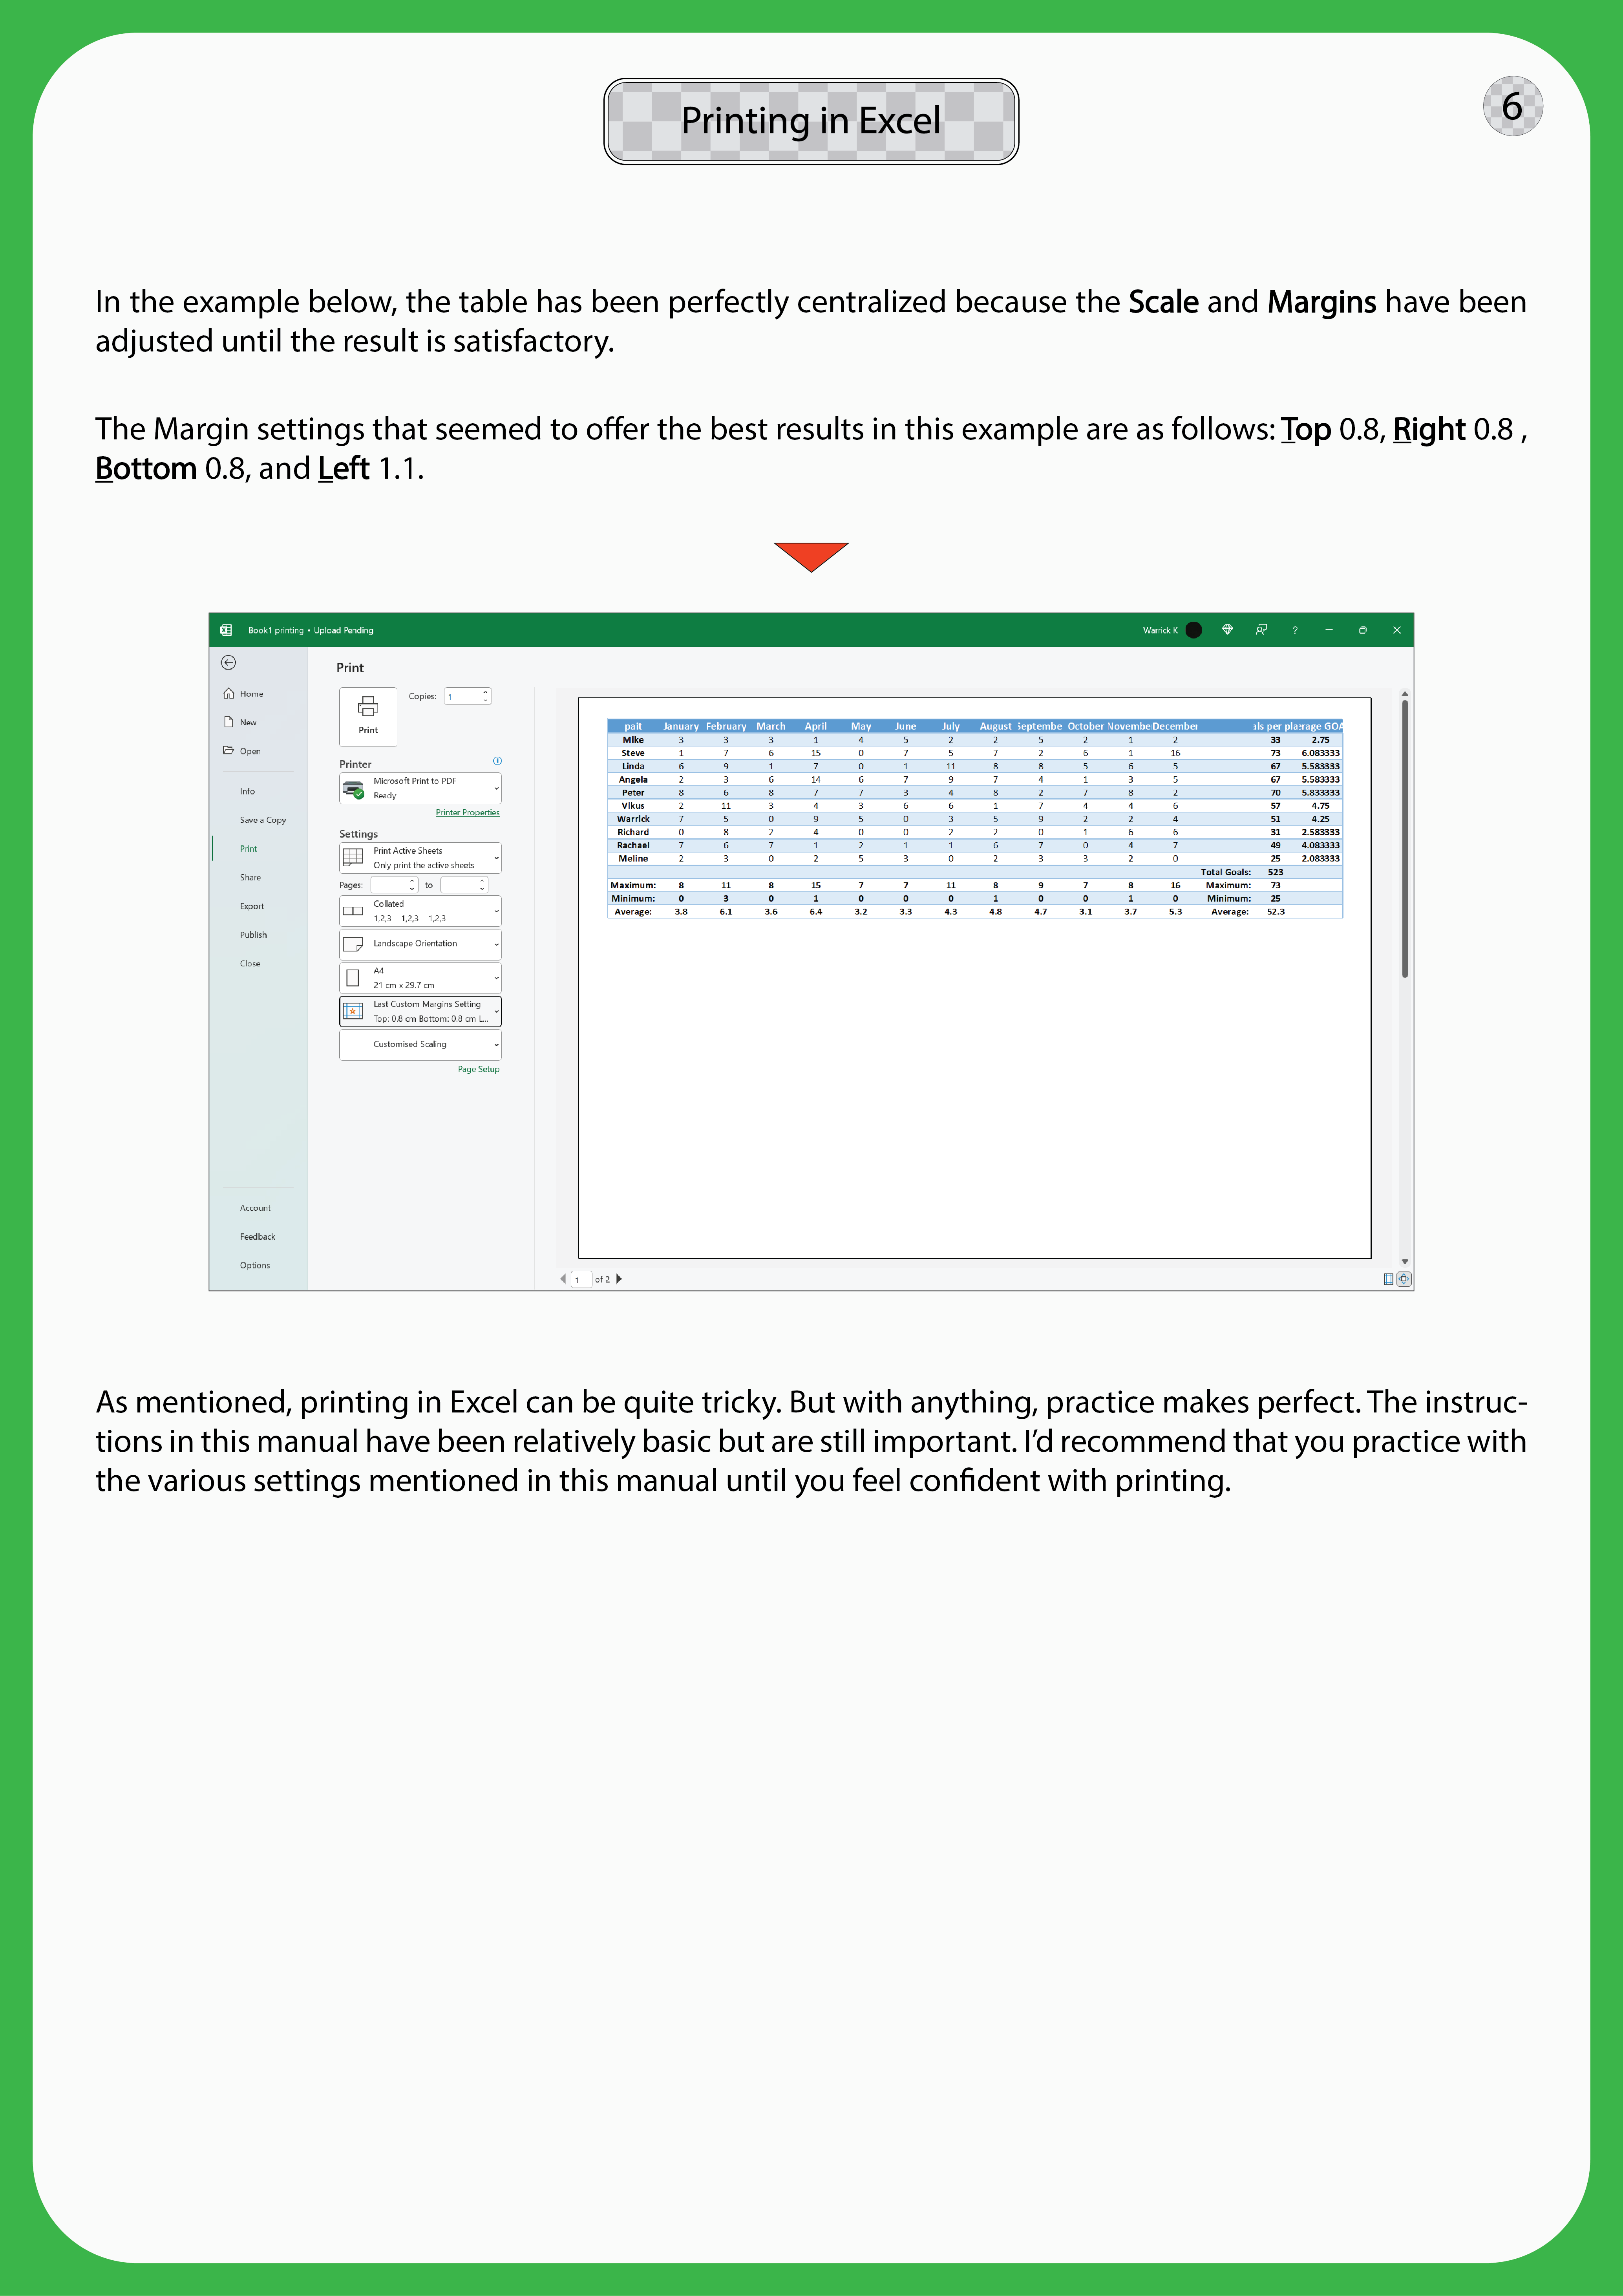 Printing in Excel
6
In the example below, the table has been perfectly centralized because the Scale and Margins have been
adjusted until the result is satisfactory.
The Margin settings that seemed to offer the best results in this example are as follows: Top 0.8, Right 0.8 ,
Bottom 0.8, and Left 1.1.
Book1 printing • Upload Pending
Warrick K
?
Home
New
Open
Info
Save a Copy
Print
Share
Export
Publish
Close
Account
Feedback
Options
Print
Print
Copies: 1
Printer
Microsoft Print to PDF
Ready
Printer Properties
Settings
Print Active Sheets
Only print the active sheets
Pages: to
Collated
1,2,3 1,2,3 1,2,3
Landscape Orientation
A4
21 cm x 29.7 cm
Last Custom Margins Setting
Top: 0.8 cm Bottom: 0.8 cm L...
Customised Scaling
Page Setup
palt January February March April May June July August Septembe October November December als per pla erage GOA
Mike 3 3 3 1 4 5 2 2 5 2 1 2 33 2.75
Steve 1 7 6 15 0 7 5 7 2 6 1 16 73 6.083333
Linda 6 9 1 7 0 1 11 8 8 5 6 5 67 5.583333
Angela 2 3 6 14 6 7 9 7 4 1 3 5 67 5.583333
Peter 8 6 8 7 7 3 4 8 2 7 8 2 70 5.833333
Vikus 2 11 3 4 3 6 6 1 7 4 4 6 57 4.75
Warrick 7 5 0 9 5 0 3 5 9 2 2 4 51 4.25
Richard 0 8 2 4 0 0 2 2 0 1 6 6 31 2.583333
Rachael 7 6 7 1 2 1 1 6 7 0 4 7 49 4.083333
Meline 2 3 0 2 5 3 0 2 3 3 2 0 25 2.083333
Total Goals: 523
Maximum: 8 11 8 15 7 7 11 8 9 7 8 16 Maximum: 73
Minimum: 0 3 0 1 0 0 0 1 0 0 1 0 Minimum: 25
Average: 3.8 6.1 3.6 6.4 3.2 3.3 4.3 4.8 4.7 3.1 3.7 5.3 Average: 52.3
1 of 2
As mentioned, printing in Excel can be quite tricky. But with anything, practice makes perfect. The instruc-
tions in this manual have been relatively basic but are still important. I’d recommend that you practice with
the various settings mentioned in this manual until you feel confident with printing.